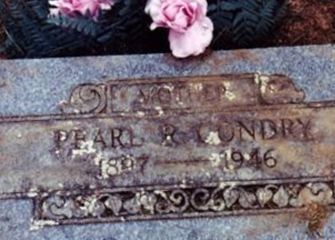 MOTHER
PEARL R. CONDRY
1897 — 1946